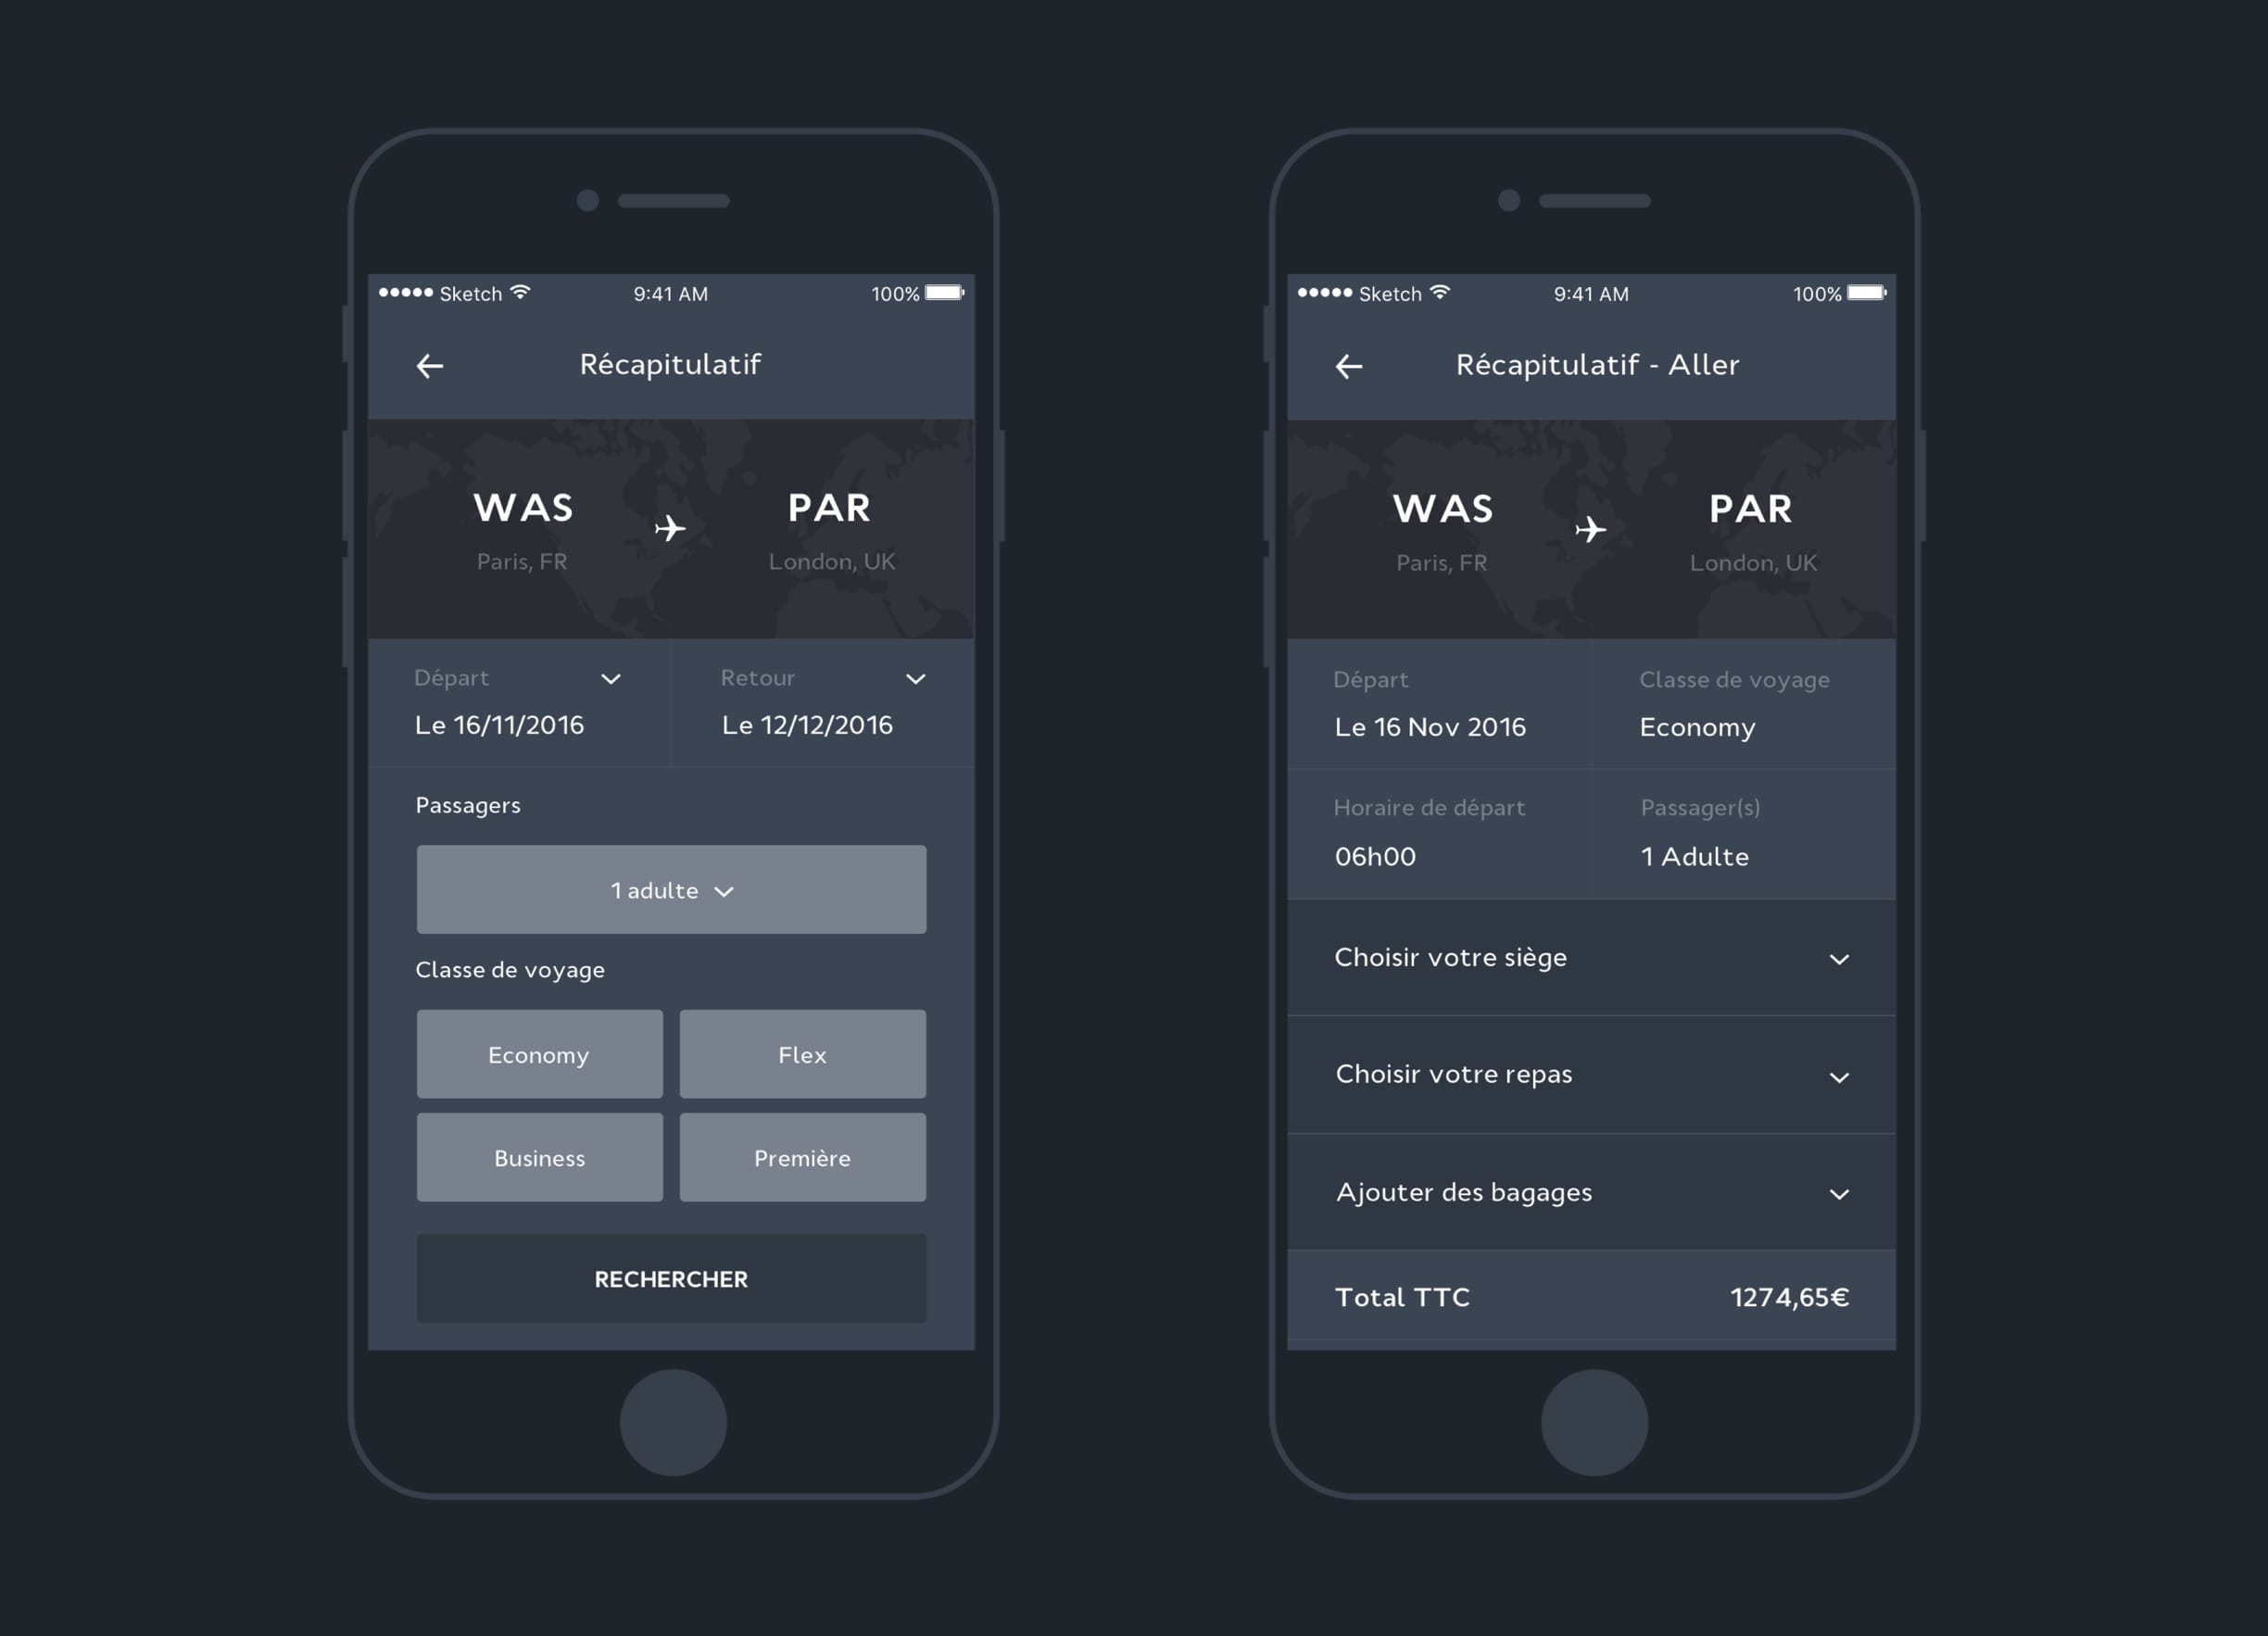 Sketch 9:41 AM 100%
Récapitulatif
WAS PAR
Paris, FR London, UK
Départ Retour
Le 16/11/2016 Le 12/12/2016
Passagers
1 adulte
Classe de voyage
Economy Flex
Business Première
RECHERCHER
Sketch 9:41 AM 100%
Récapitulatif - Aller
WAS PAR
Paris, FR London, UK
Départ Classe de voyage
Le 16 Nov 2016 Economy
Horaire de départ Passager(s)
06h00 1 Adulte
Choisir votre siège
Choisir votre repas
Ajouter des bagages
Total TTC 1274,65€